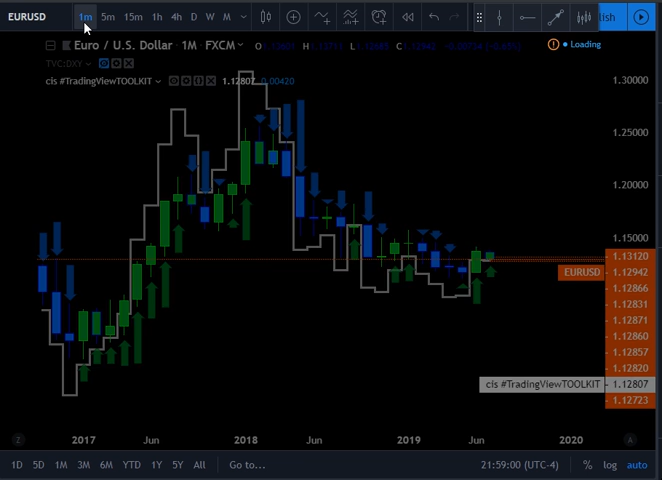 EURUSD 1m 5m 15m 1h 4h D W M lish
Euro / U.S. Dollar · 1M · FXCM O H L C Loading
TVC:DXY
cis #TradingViewTOOLKIT 1.12807 0.00420
1.30000
1.25000
1.20000
1.15000
1.13120
EURUSD 1.12942
1.12866
1.12831
1.12871
1.12860
1.12857
1.12820
cis #TradingViewTOOLKIT 1.12807
1.12723
Z 2017 Jun 2018 Jun 2019 Jun 2020 A
1D 5D 1M 3M 6M YTD 1Y 5Y All Go to... 21:59:00 (UTC-4) % log auto